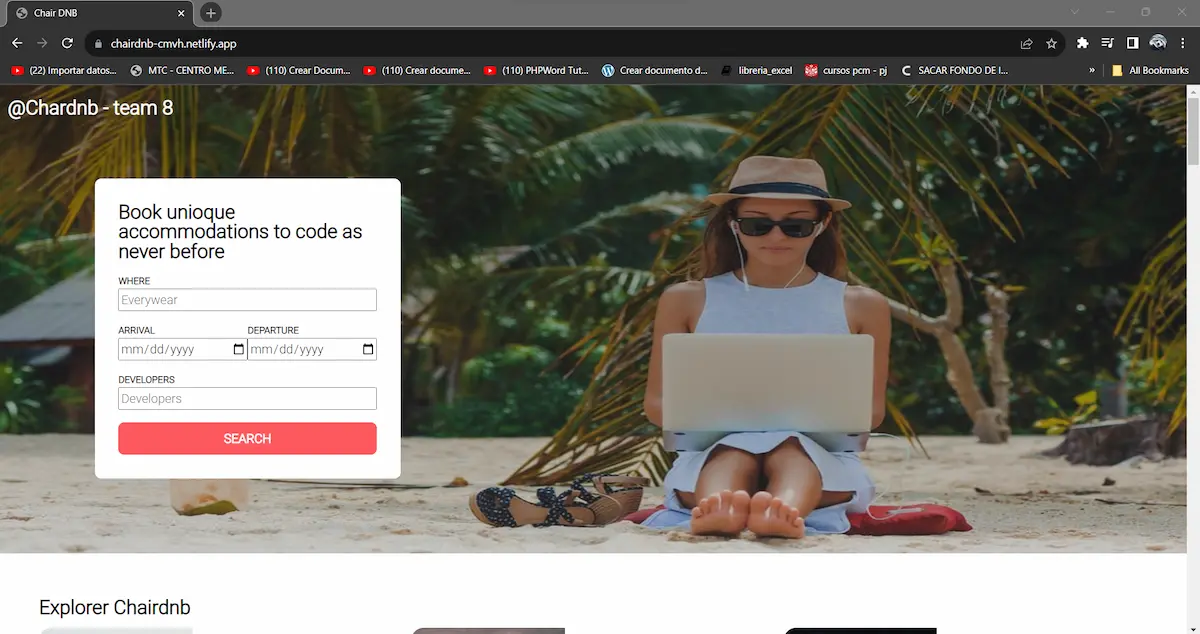 Chair DNB
chairdnb-cmvh.netlify.app
(22) Importar datos...
MTC - CENTRO ME...
(110) Crear Docum...
(110) Crear docume...
(110) PHPWord Tut...
Crear documento d...
libreria_excel
cursos pcm - pj
SACAR FONDO DE I...
»
All Bookmarks
@Chardnb - team 8
Book unioque
accommodations to code as
never before
WHERE
Everywear
ARRIVAL DEPARTURE
mm/dd/yyyy mm/dd/yyyy
DEVELOPERS
Developers
SEARCH
Explorer Chairdnb